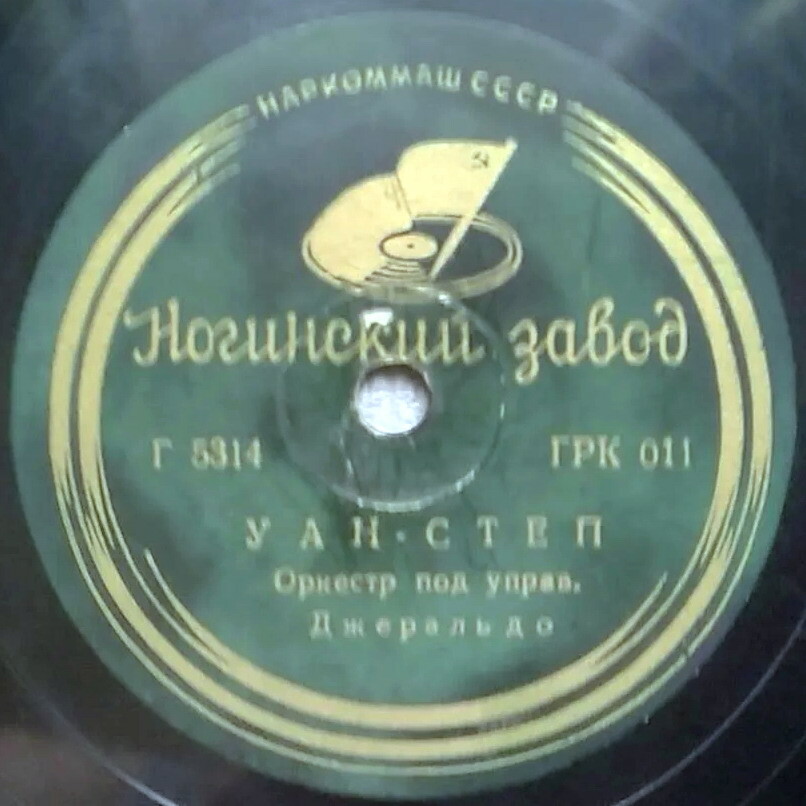 НАРКОММАШ СССР
Ногинский завод
Г 5314 ГРК 011
УАН-СТЕП
Оркестр под управ.
Джеральдо